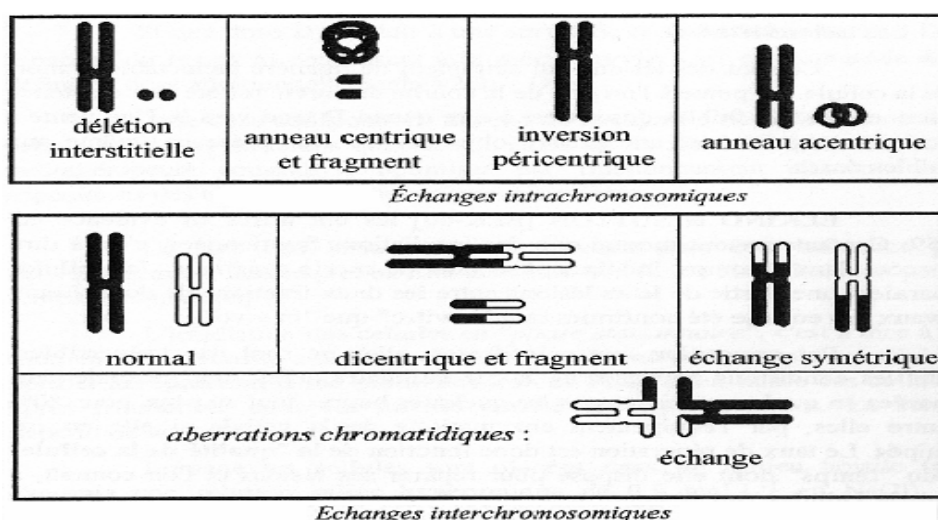 délétion
interstitielle
anneau centrique
et fragment
inversion
péricentrique
anneau acentrique
Échanges intrachromosomiques
normal
dicentrique et fragment
échange symétrique
aberrations chromatidiques :
échange
Echanges interchromosomiques